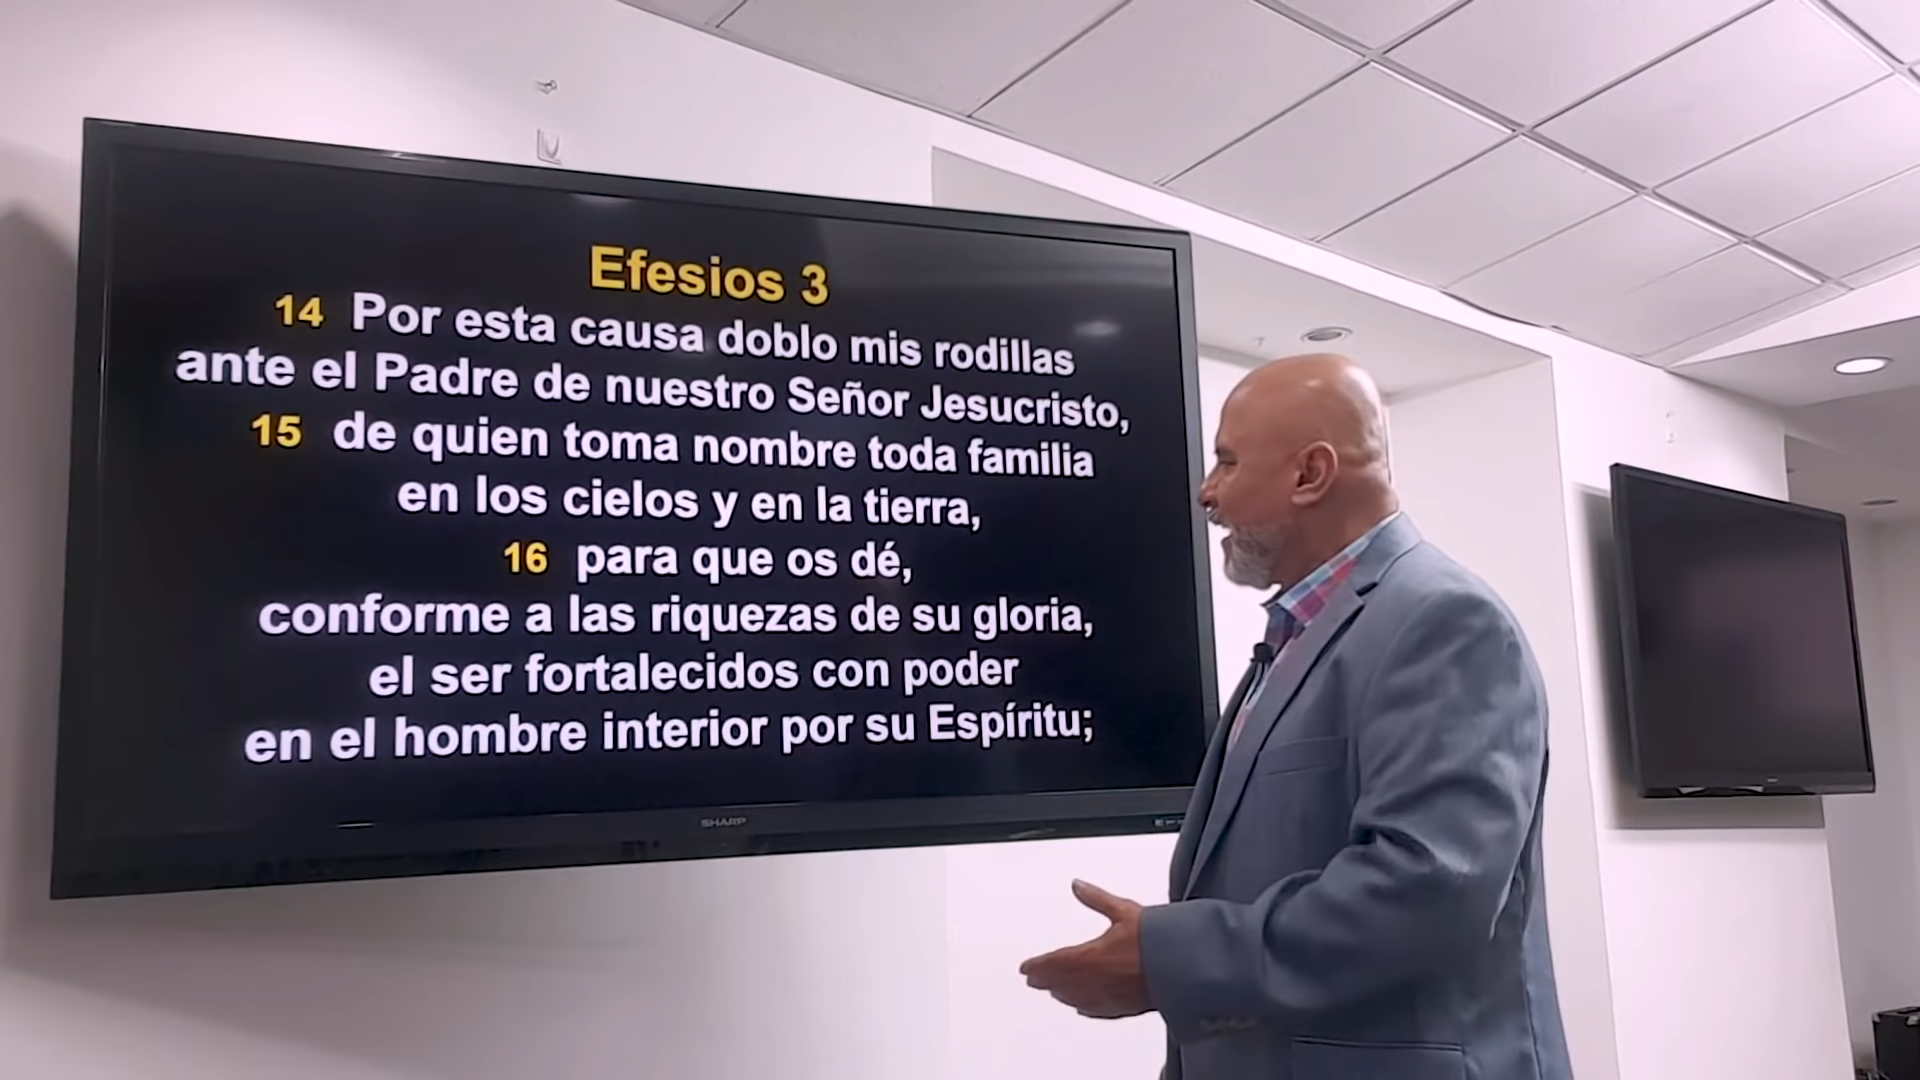 Efesios 3
14 Por esta causa doblo mis rodillas
ante el Padre de nuestro Señor Jesucristo,
15 de quien toma nombre toda familia
en los cielos y en la tierra,
16 para que os dé,
conforme a las riquezas de su gloria,
el ser fortalecidos con poder
en el hombre interior por su Espíritu;
SHARP